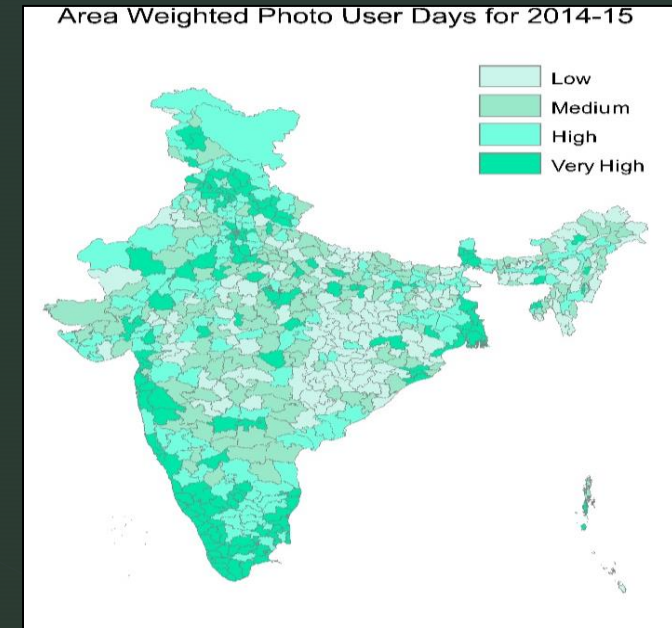 Area Weighted Photo User Days for 2014-15
Low
Medium
High
Very High